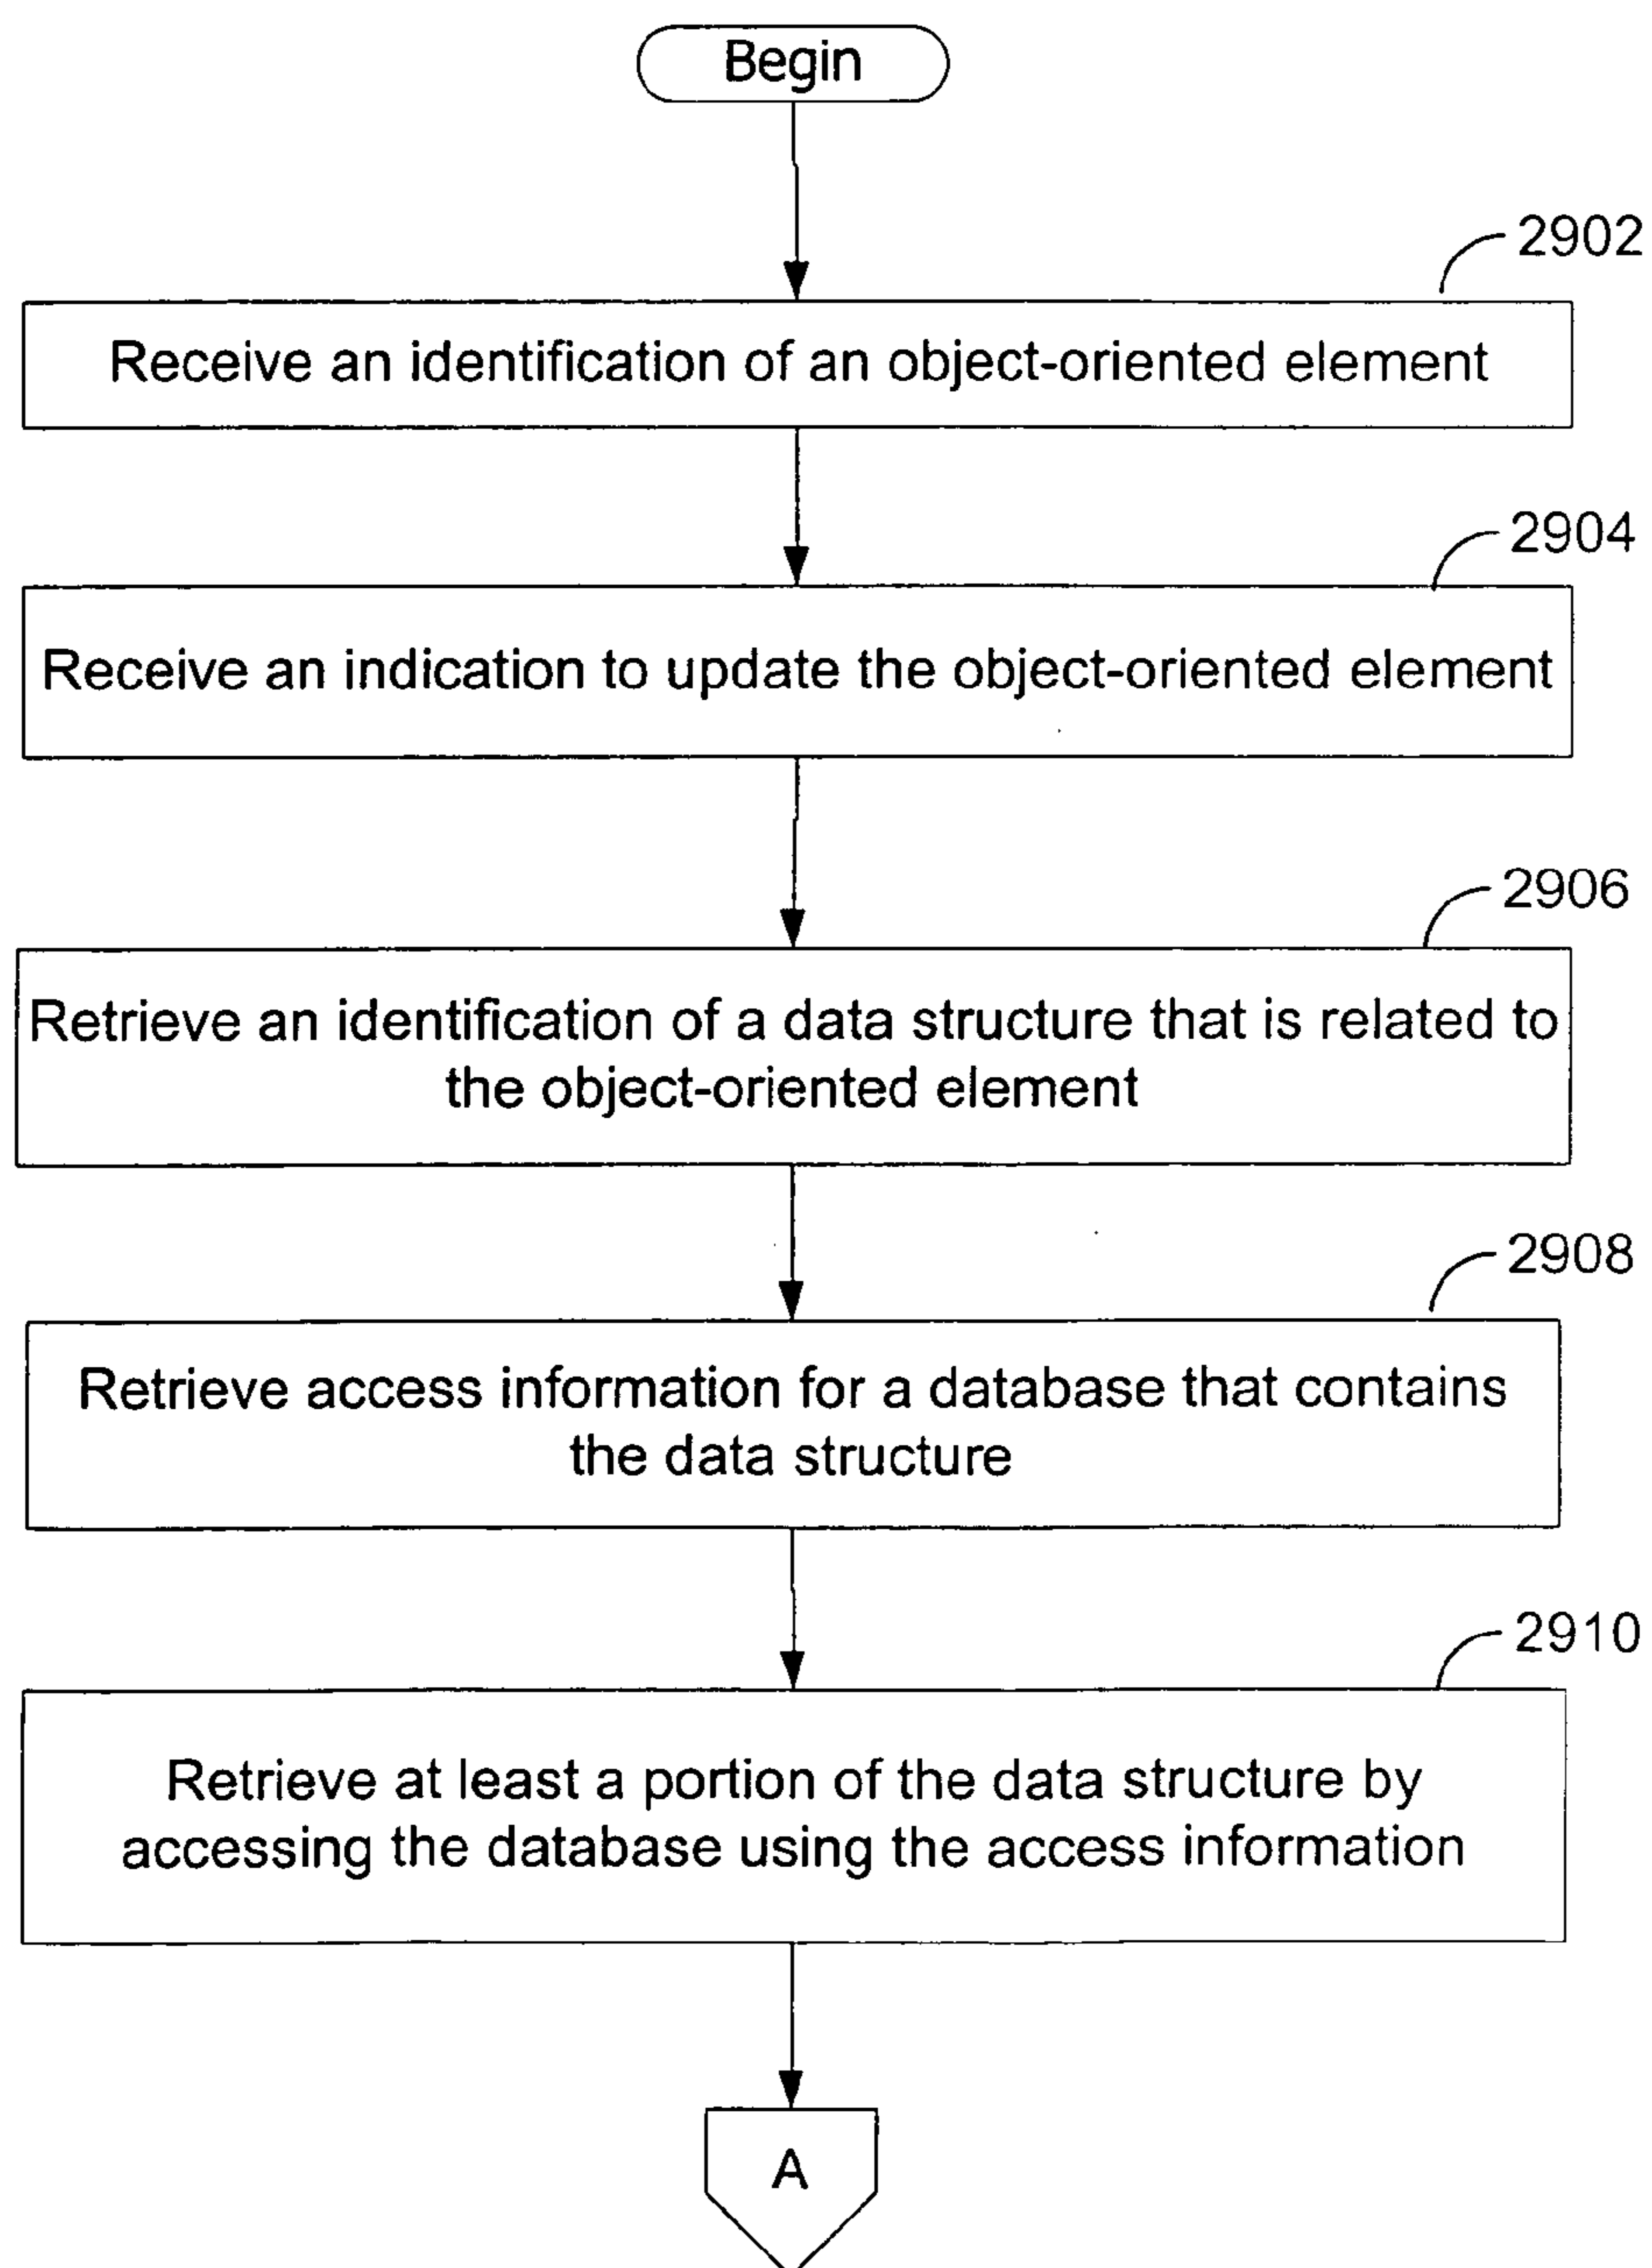 Begin
2902
Receive an identification of an object-oriented element
2904
Receive an indication to update the object-oriented element
2906
Retrieve an identification of a data structure that is related to
the object-oriented element
2908
Retrieve access information for a database that contains
the data structure
2910
Retrieve at least a portion of the data structure by
accessing the database using the access information
A